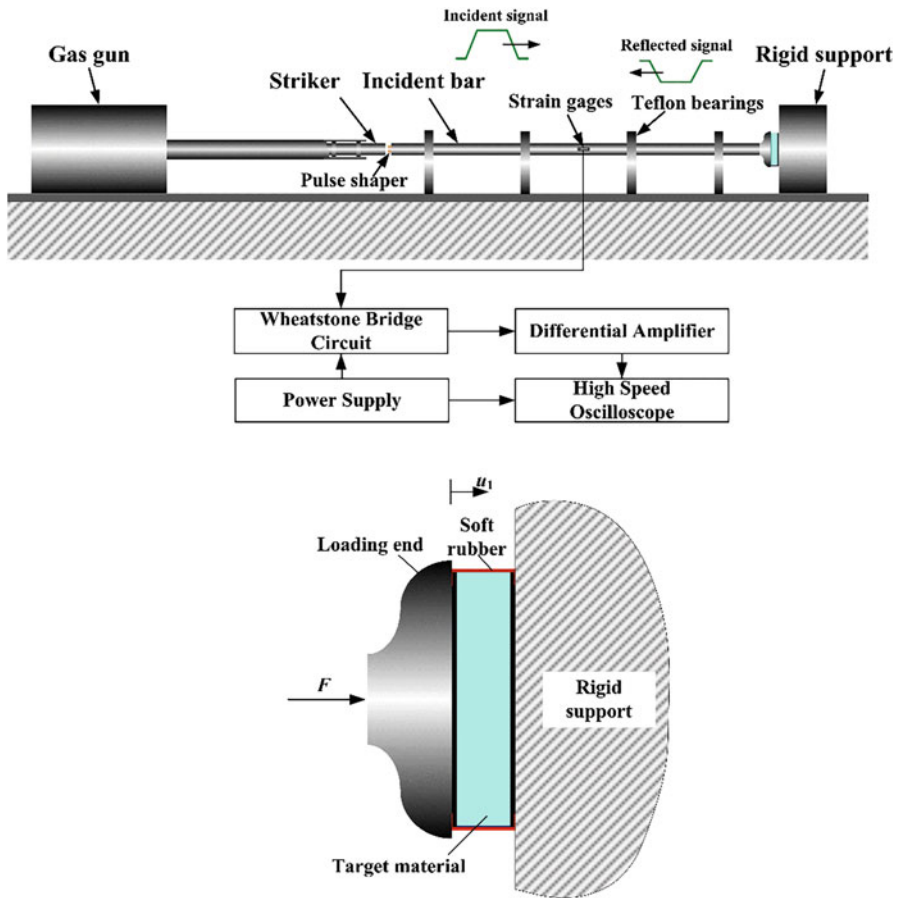 Incident signal
Gas gun
Reflected signal
Rigid support
Striker
Incident bar
Strain gages
Teflon bearings
Pulse shaper
Wheatstone Bridge
Circuit
Differential Amplifier
Power Supply
High Speed
Oscilloscope
u1
Loading end
Soft
rubber
F
Rigid
support
Target material